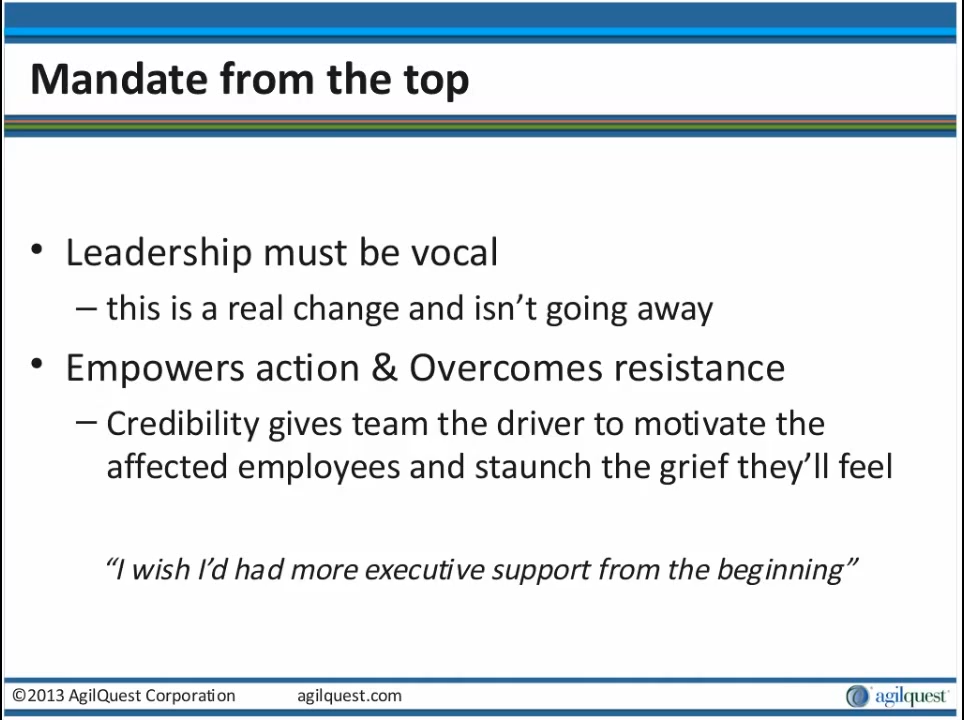 Mandate from the top
• Leadership must be vocal
– this is a real change and isn’t going away
• Empowers action & Overcomes resistance
– Credibility gives team the driver to motivate the
affected employees and staunch the grief they’ll feel
“I wish I’d had more executive support from the beginning”
©2013 AgilQuest Corporation agilquest.com agilquest